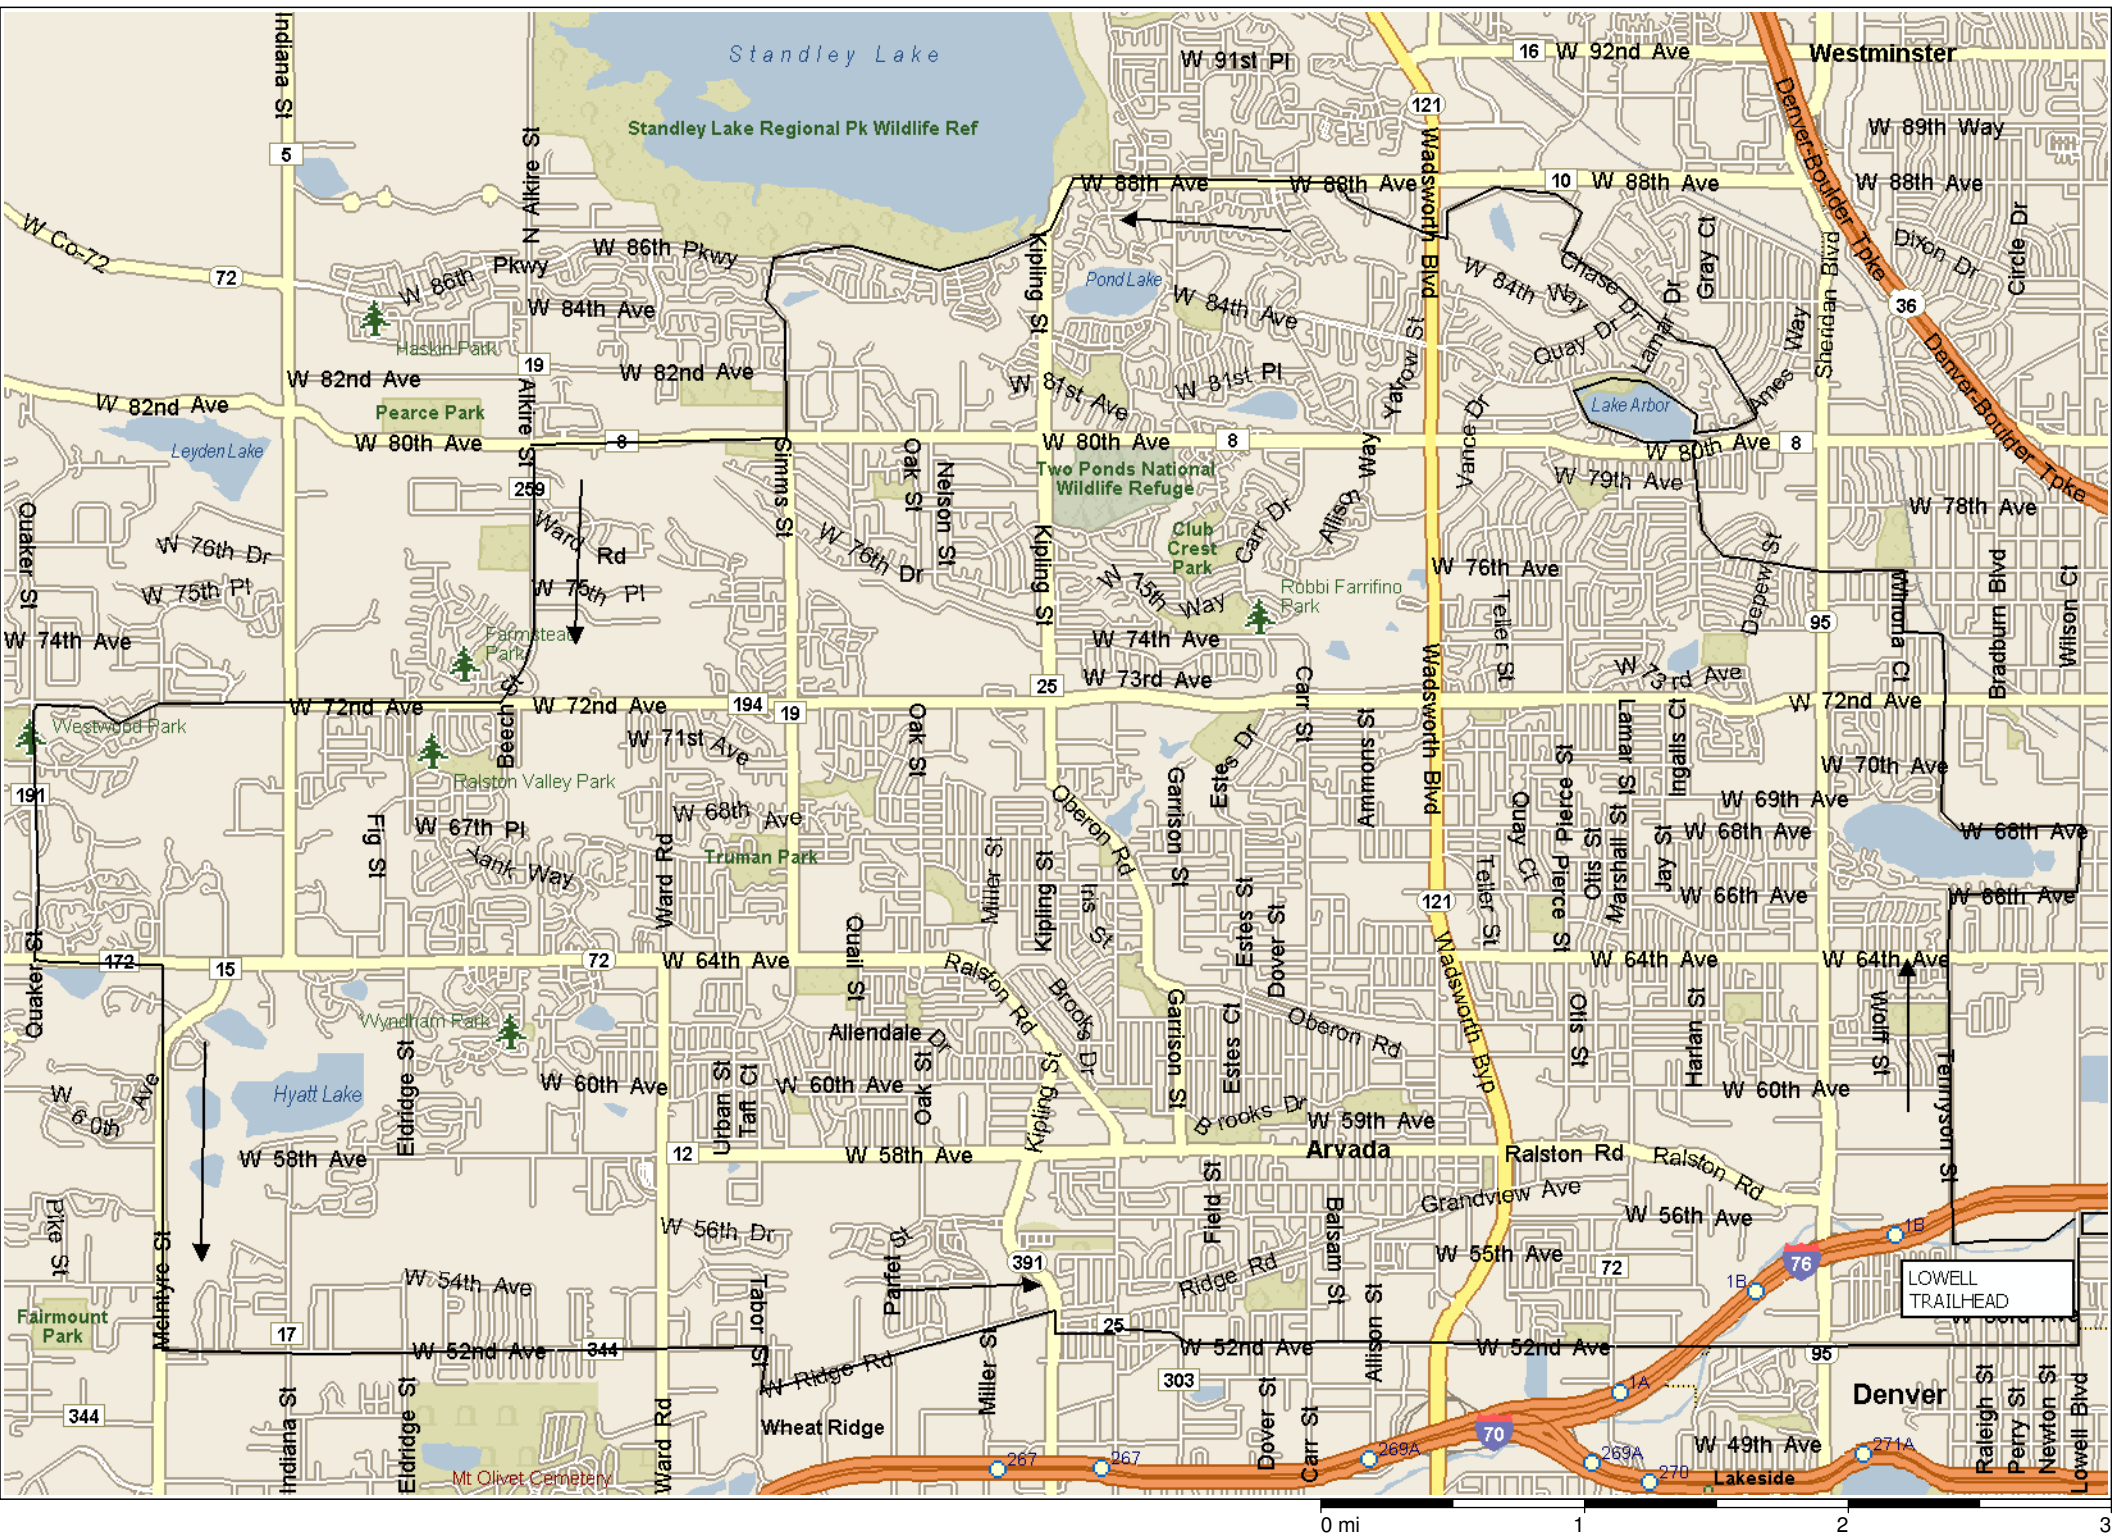 Standley Lake
Standley Lake Regional Pk Wildlife Ref
W 91st Pl
16
W 92nd Ave
Westminster
Indiana St
5
N Alkire St
121
Denver-Boulder Tpke
W 89th Way
W 88th Ave
W 88th Ave
10
W 88th Ave
W 88th Ave
W Co-72
72
W 86th Pkwy
Pkwy
W 86th Pkwy
Kipling St
Pond Lake
Wadsworth Blvd
Gray Ct
Dixon Dr
Circle Dr
Chase Dr
W 84th Way
W 84th Ave
W 84th Ave
36
Haskin Park
Quay Dr
Lamar Dr
Ames Way
Sheridan Blvd
19
W 82nd Ave
W 82nd Ave
W 81st Ave
W 81st Pl
Yarrow St
Denver-Boulder Tpke
W 82nd Ave
Pearce Park
Alkire St
Lake Arbor
Leyden Lake
W 80th Ave
8
W 80th Ave
8
W 80th Ave
8
Simms St
Oak St
Nelson St
Two Ponds National
Wildlife Refuge
Allison Way
Vance Dr
W 79th Ave
259
Quaker St
W 78th Ave
Ward Rd
W 76th Dr
W 76th Dr
Club
Crest
Park
Carr Dr
Kipling St
W 76th Ave
Depew St
Winona Ct
Bradburn Blvd
Wilson Ct
W 75th Pl
W 75th Pl
W 15th Way
Robbi Farrifino
Park
Teller St
95
W 74th Ave
Farmstead
Park
W 74th Ave
W 73rd Ave
W 73rd Ave
25
Wadsworth Blvd
Carr St
W 72nd Ave
W 72nd Ave
194
19
W 72nd Ave
Westwood Park
Beech St
W 71st Ave
Oak St
Ralston Valley Park
191
Estes Dr
Ammons St
Garrison St
Lamar St
Ingalls Ct
Pierce St
W 70th Ave
W 69th Ave
W 68th Ave
Oberon Rd
Quay Ct
W 68th Ave
W 68th Ave
Fig St
W 67th Pl
Yank Way
Truman Park
Ward Rd
Miller St
Kipling St
Iris St
Teller St
Pierce St
Otis St
Marshall St
Jay St
W 66th Ave
W 66th Ave
121
Estes St
Dover St
Quail St
Quaker St
172
15
72
W 64th Ave
Ralston Rd
W 64th Ave
W 64th Ave
Wadsworth Byp
Brooks Dr
Garrison St
Oberon Rd
Otis St
Harlan St
Wolff St
Wyndham Park
Allendale Dr
Tennyson St
Hyatt Lake
Eldridge St
W 60th Ave
W 60th Ave
W 60th Ave
Oak St
Estes Ct
W 60th Ave
Urban St
Taft Ct
Kipling St
Brooks Dr
W 59th Ave
W 58th Ave
12
W 58th Ave
Arvada
Ralston Rd
Ralston Rd
Pike St
McIntyre St
W 56th Dr
Parfet St
Field St
Grandview Ave
W 56th Ave
Balsam St
W 55th Ave
72
1B
76
1B
391
W 54th Ave
Ridge Rd
LOWELL
TRAILHEAD
Fairmount
Park
Tabor St
Allison St
17
W 52nd Ave
344
25
W 52nd Ave
W 52nd Ave
95
W Ridge Rd
Miller St
303
1A
344
Denver
Indiana St
Eldridge St
Ward Rd
Wheat Ridge
Dover St
Carr St
Raleigh St
Perry St
Newton St
Lowell Blvd
70
W 49th Ave
Mt Olivet Cemetery
267
267
269A
269A
270
271A
Lakeside
0 mi
1
2
3